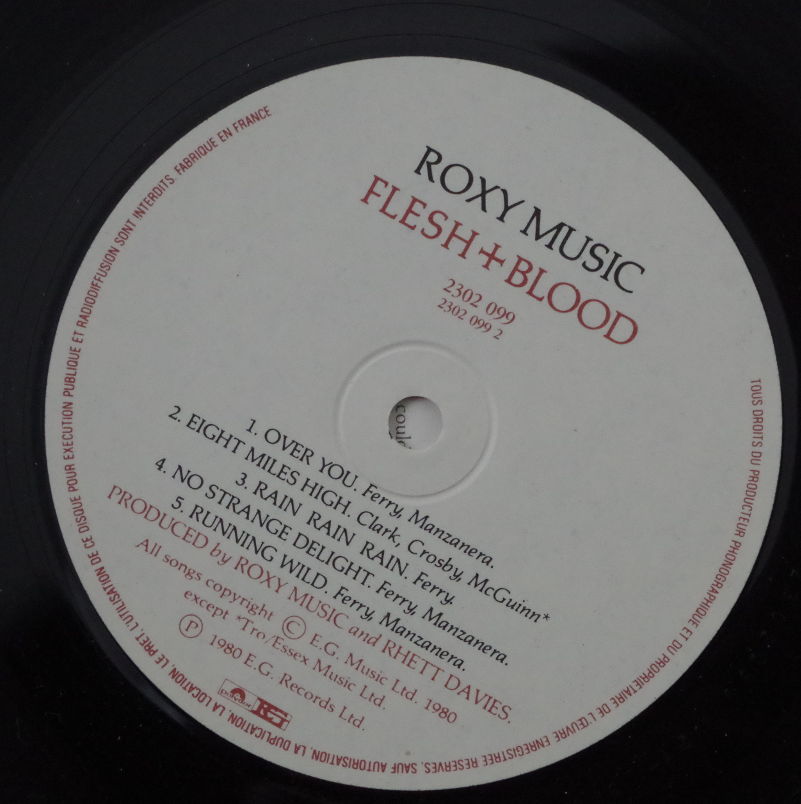 ROXY MUSIC
FLESH+BLOOD
2302 099
2302 099 2
1. OVER YOU. Ferry, Manzanera.
2. EIGHT MILES HIGH. Clark, Crosby, McGuinn*
3. RAIN RAIN RAIN. Ferry.
4. NO STRANGE DELIGHT. Ferry, Manzanera.
5. RUNNING WILD. Ferry, Manzanera.
PRODUCED by ROXY MUSIC and RHETT DAVIES.
All songs copyright © E.G. Music Ltd. 1980
except *Tro/Essex Music Ltd.
℗ 1980 E.G. Records Ltd.
polydor EG
TOUS DROITS DU PRODUCTEUR PHONOGRAPHIQUE ET DU PROPRIETAIRE DE L'ŒUVRE ENREGISTREE RESERVES. SAUF AUTORISATION, LA DUPLICATION, LA LOCATION, LE PRET, L'UTILISATION DE CE DISQUE POUR EXECUTION PUBLIQUE ET RADIODIFFUSION SONT INTERDITS. FABRIQUE EN FRANCE